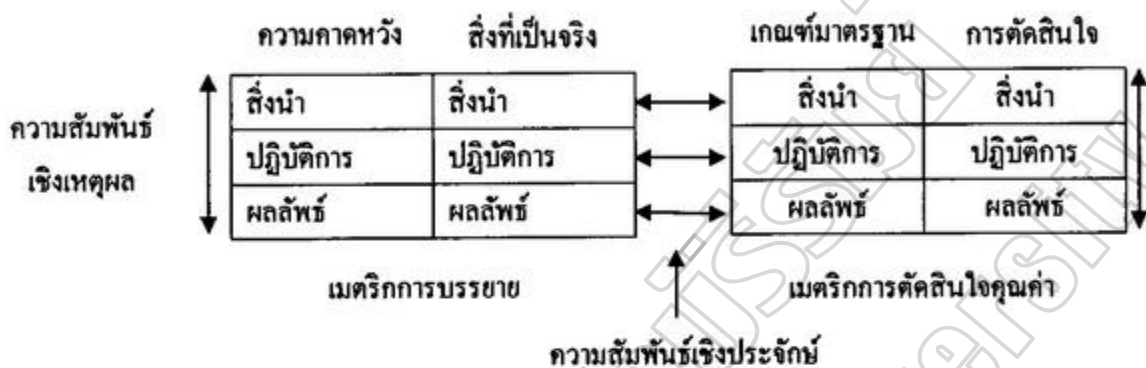 ความคาดหวัง สิ่งที่เป็นจริง เกณฑ์มาตรฐาน การตัดสินใจ
สิ่งนำ สิ่งนำ สิ่งนำ สิ่งนำ
ความสัมพันธ์
ปฏิบัติการ ปฏิบัติการ ปฏิบัติการ ปฏิบัติการ
เชิงเหตุผล
ผลลัพธ์ ผลลัพธ์ ผลลัพธ์ ผลลัพธ์
เมตริกการบรรยาย เมตริกการตัดสินใจคุณค่า
ความสัมพันธ์เชิงประจักษ์